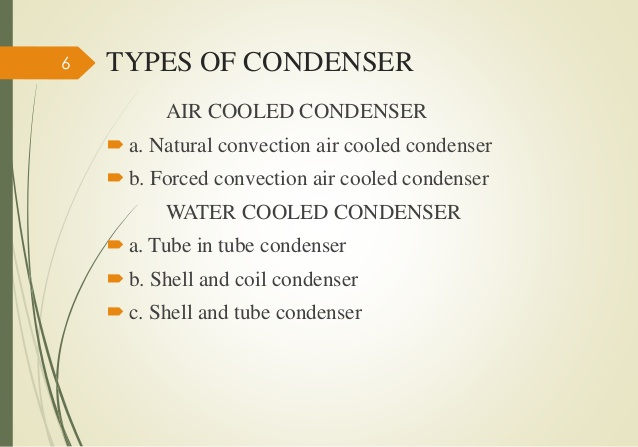 6
TYPES OF CONDENSER
AIR COOLED CONDENSER
a. Natural convection air cooled condenser
b. Forced convection air cooled condenser
WATER COOLED CONDENSER
a. Tube in tube condenser
b. Shell and coil condenser
c. Shell and tube condenser